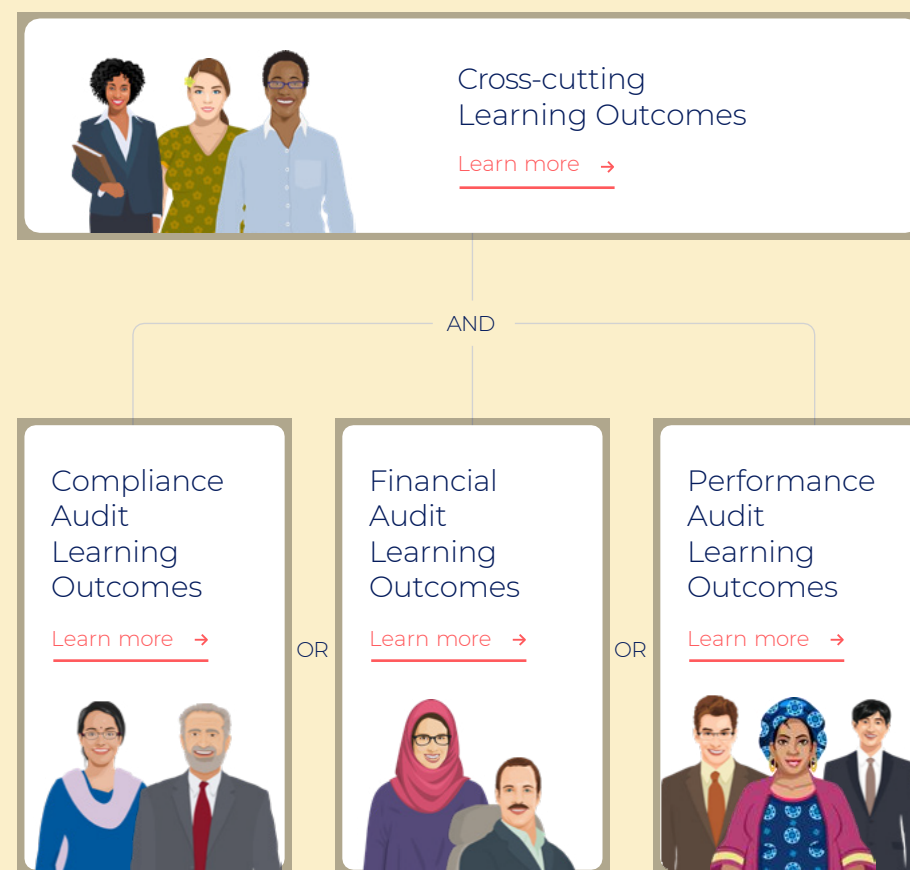 Cross-cutting
Learning Outcomes
Learn more
AND
Compliance
Audit
Learning
Outcomes
Learn more
OR
Financial
Audit
Learning
Outcomes
Learn more
OR
Performance
Audit
Learning
Outcomes
Learn more